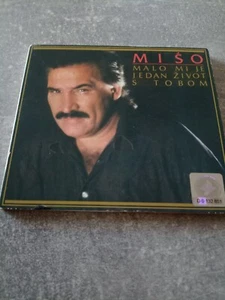 MIŠO
MALO MI JE
JEDAN ŽIVOT
S TOBOM